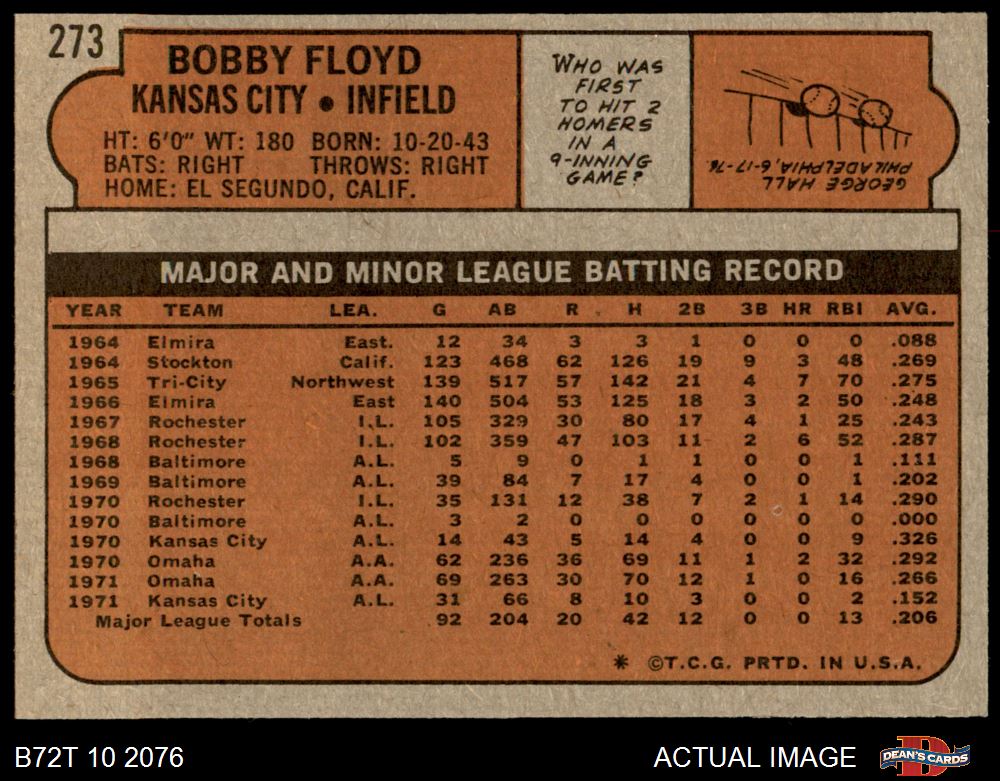 273
BOBBY FLOYD
KANSAS CITY • INFIELD
HT: 6'0" WT: 180 BORN: 10-20-43
BATS: RIGHT THROWS: RIGHT
HOME: EL SEGUNDO, CALIF.
WHO WAS
FIRST
TO HIT 2
HOMERS
IN A
9-INNING
GAME?
GEORGE HALL
PHILADELPHIA, 6-17-76
MAJOR AND MINOR LEAGUE BATTING RECORD
YEAR TEAM LEA. G AB R H 2B 3B HR RBI AVG.
1964 Elmira East. 12 34 3 3 1 0 0 0 .088
1964 Stockton Calif. 123 468 62 126 19 9 3 48 .269
1965 Tri-City Northwest 139 517 57 142 21 4 7 70 .275
1966 Elmira East 140 504 53 125 18 3 2 50 .248
1967 Rochester I.L. 105 329 30 80 17 4 1 25 .243
1968 Rochester I.L. 102 359 47 103 11 2 6 52 .287
1968 Baltimore A.L. 5 9 0 1 1 0 0 1 .111
1969 Baltimore A.L. 39 84 7 17 4 0 0 1 .202
1970 Rochester I.L. 35 131 12 38 7 2 1 14 .290
1970 Baltimore A.L. 3 2 0 0 0 0 0 0 .000
1970 Kansas City A.L. 14 43 5 14 4 0 0 9 .326
1970 Omaha A.A. 62 236 36 69 11 1 2 32 .292
1971 Omaha A.A. 69 263 30 70 12 1 0 16 .266
1971 Kansas City A.L. 31 66 8 10 3 0 0 2 .152
Major League Totals 92 204 20 42 12 0 0 13 .206
* ©T.C.G. PRTD. IN U.S.A.
B72T 10 2076 ACTUAL IMAGE DEAN'S CARDS